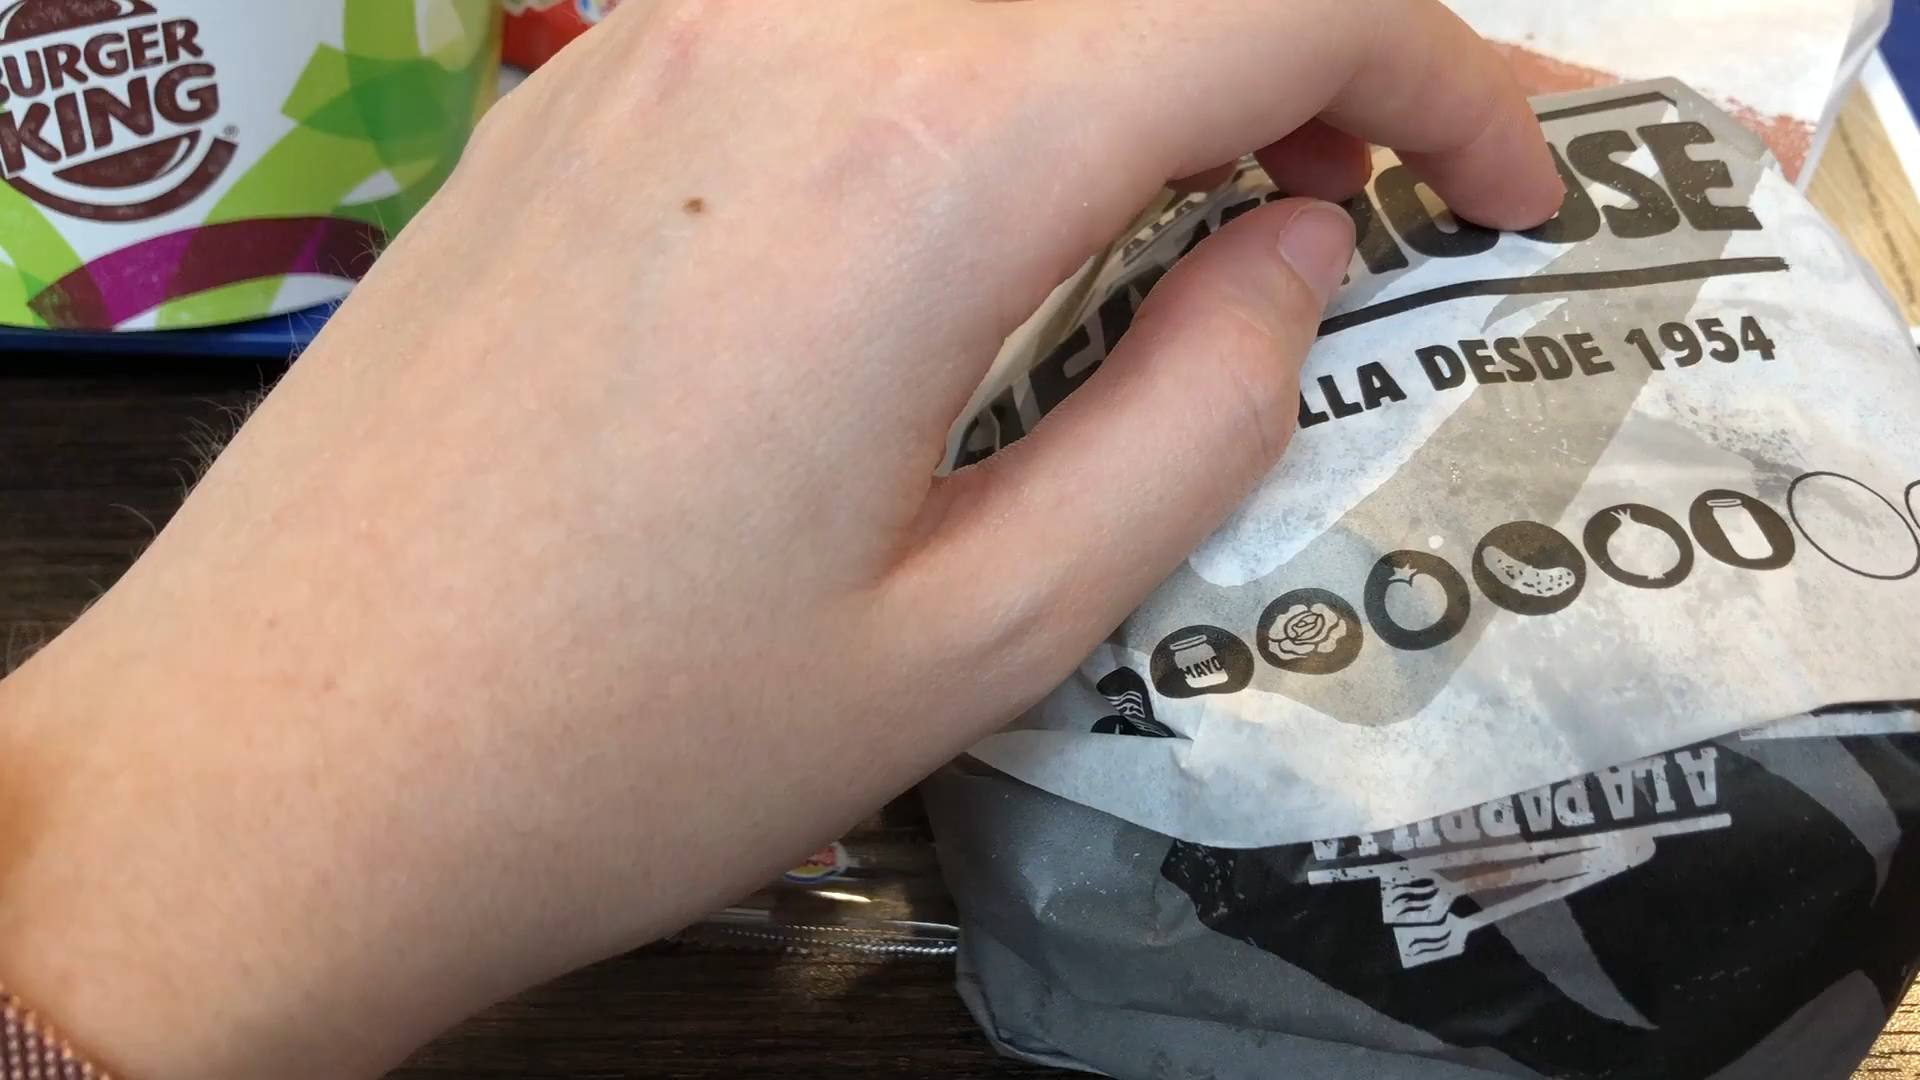 BURGER
KING
®
HOUSE
LLA DESDE 1954
MAYO
A LA PARRILLA